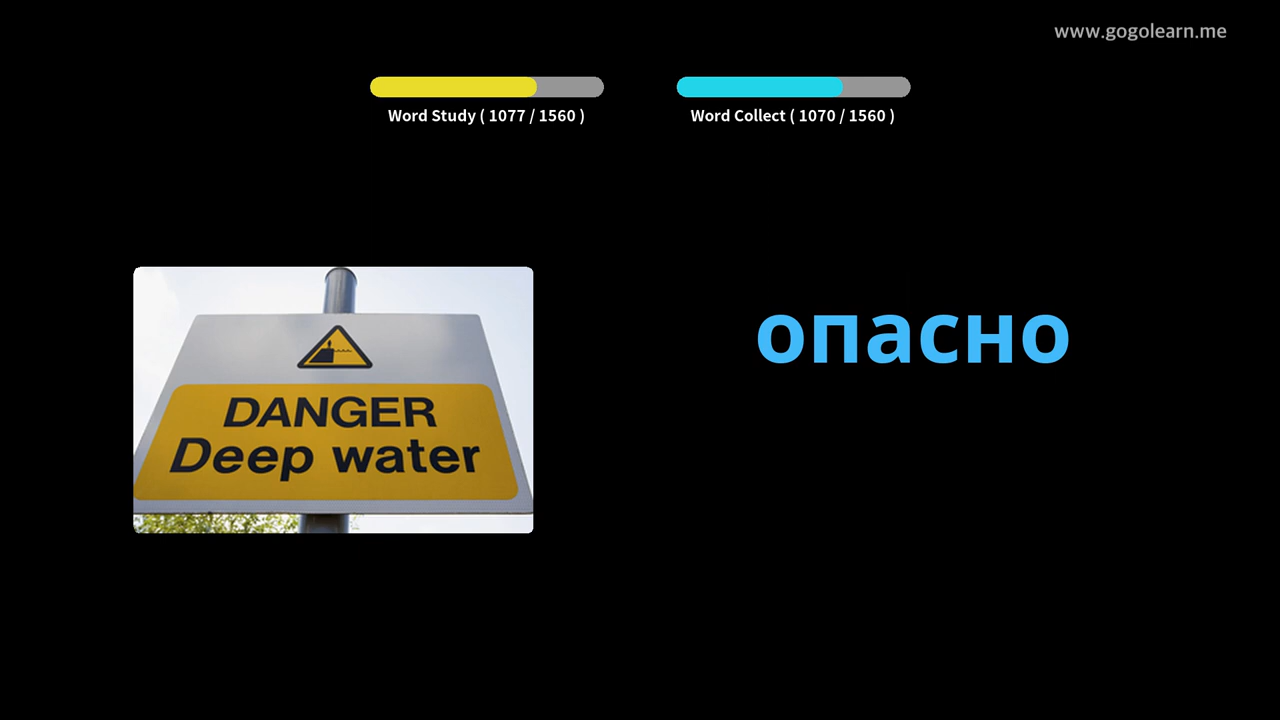 www.gogolearn.me
Word Study ( 1077 / 1560 )
Word Collect ( 1070 / 1560 )
DANGER
Deep water
опасно